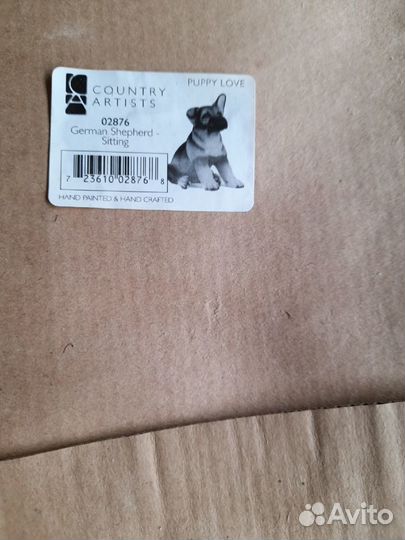 COUNTRY
ARTISTS
PUPPY LOVE
02876
German Shepherd -
Sitting
7 23610 02876 8
HAND PAINTED & HAND CRAFTED
Avito